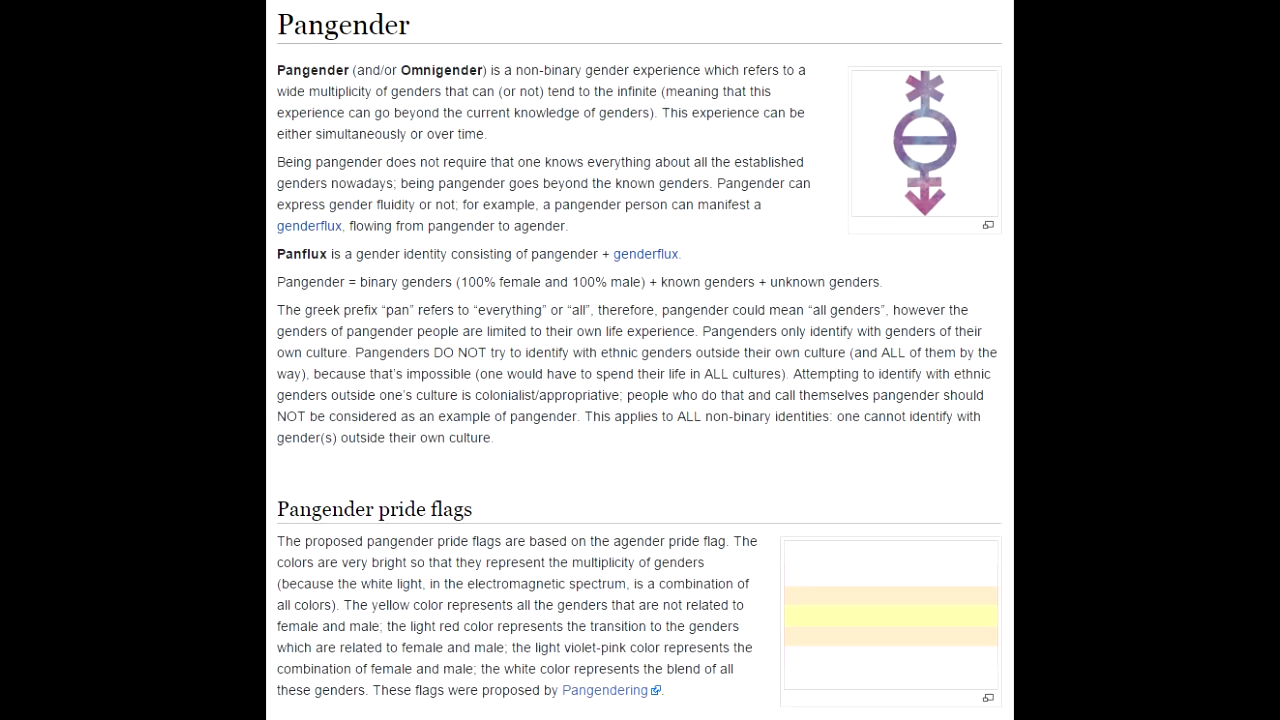 Pangender
Pangender (and/or Omnigender) is a non-binary gender experience which refers to a
wide multiplicity of genders that can (or not) tend to the infinite (meaning that this
experience can go beyond the current knowledge of genders). This experience can be
either simultaneously or over time.
Being pangender does not require that one knows everything about all the established
genders nowadays; being pangender goes beyond the known genders. Pangender can
express gender fluidity or not; for example, a pangender person can manifest a
genderflux, flowing from pangender to agender.
Panflux is a gender identity consisting of pangender + genderflux.
Pangender = binary genders (100% female and 100% male) + known genders + unknown genders.
The greek prefix “pan” refers to “everything” or “all”, therefore, pangender could mean “all genders”, however the
genders of pangender people are limited to their own life experience. Pangenders only identify with genders of their
own culture. Pangenders DO NOT try to identify with ethnic genders outside their own culture (and ALL of them by the
way), because that’s impossible (one would have to spend their life in ALL cultures). Attempting to identify with ethnic
genders outside one’s culture is colonialist/appropriative; people who do that and call themselves pangender should
NOT be considered as an example of pangender. This applies to ALL non-binary identities: one cannot identify with
gender(s) outside their own culture.
Pangender pride flags
The proposed pangender pride flags are based on the agender pride flag. The
colors are very bright so that they represent the multiplicity of genders
(because the white light, in the electromagnetic spectrum, is a combination of
all colors). The yellow color represents all the genders that are not related to
female and male; the light red color represents the transition to the genders
which are related to female and male; the light violet-pink color represents the
combination of female and male; the white color represents the blend of all
these genders. These flags were proposed by Pangendering.